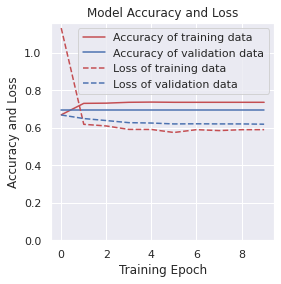 Model Accuracy and Loss
Accuracy of training data
Accuracy of validation data
Loss of training data
Loss of validation data
Accuracy and Loss
1.0
0.8
0.6
0.4
0.2
0.0
0 2 4 6 8
Training Epoch